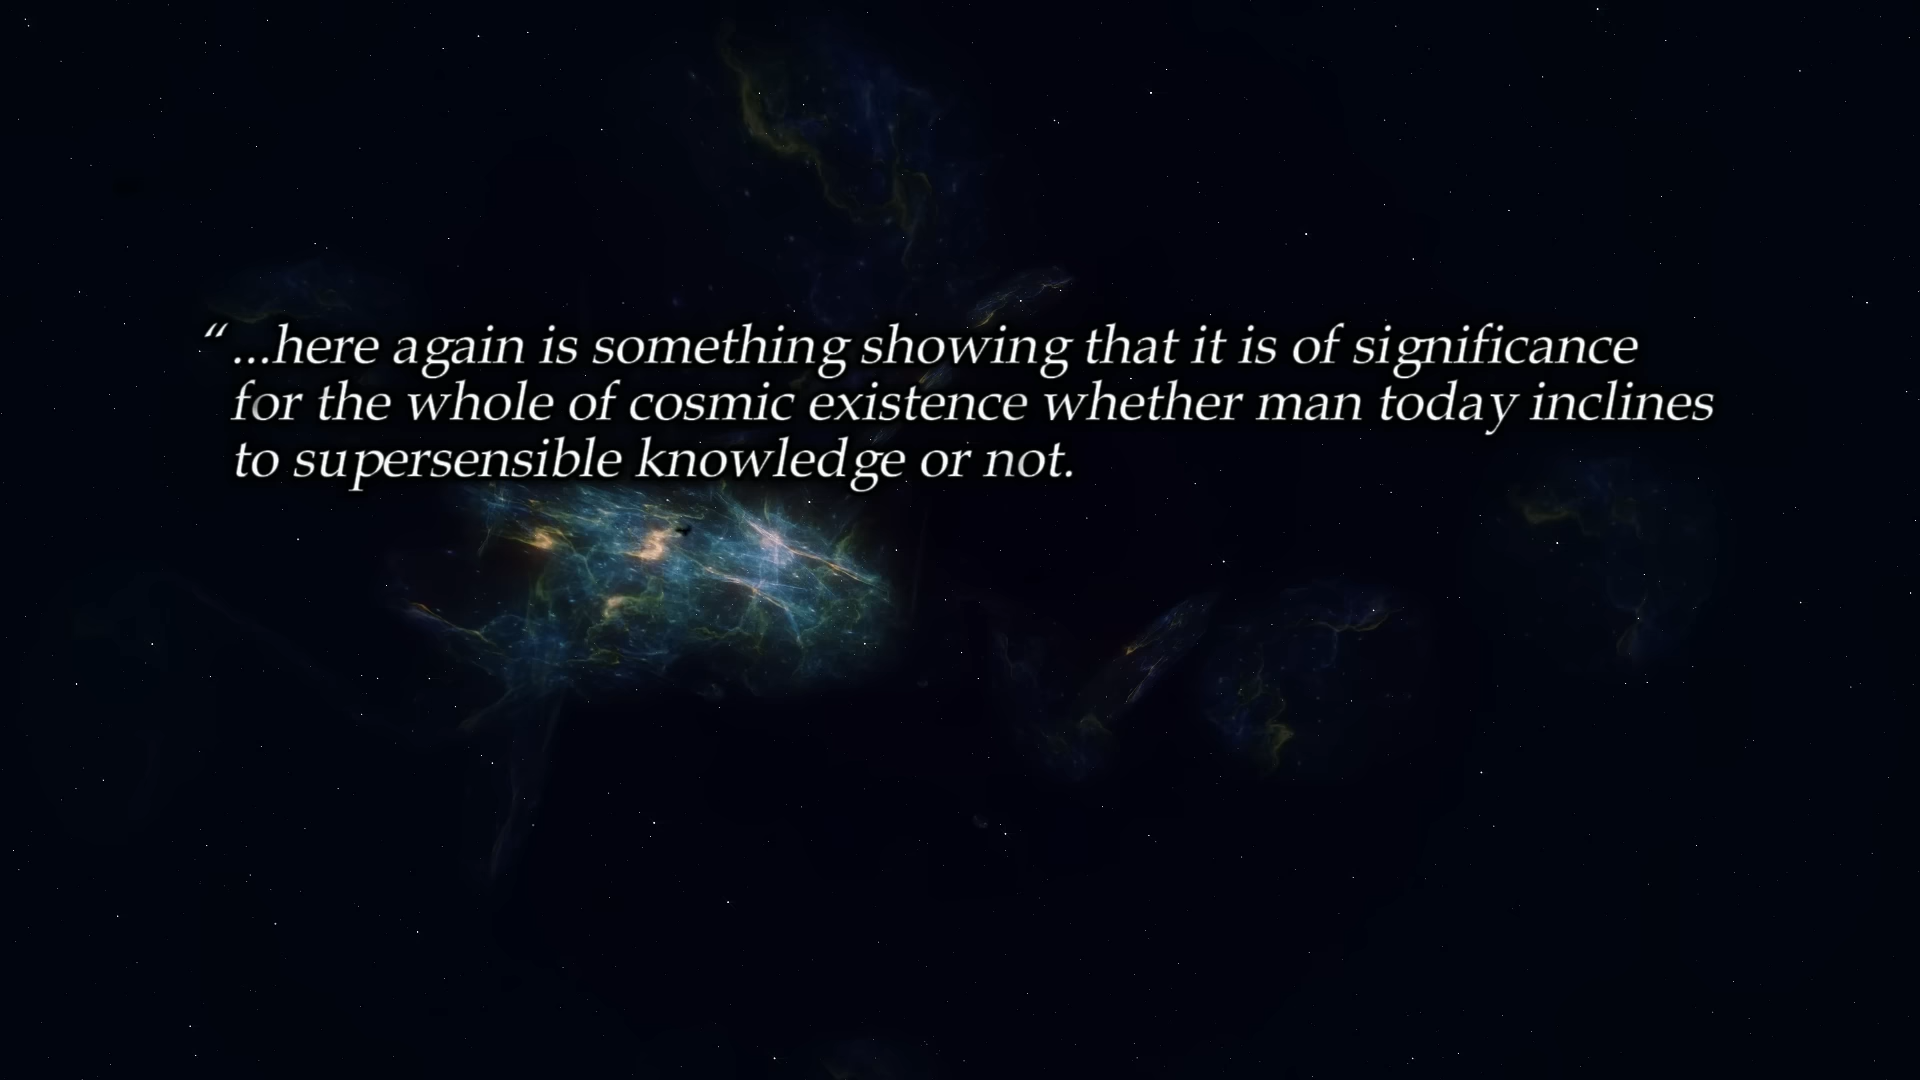 “...here again is something showing that it is of significance
for the whole of cosmic existence whether man today inclines
to supersensible knowledge or not.